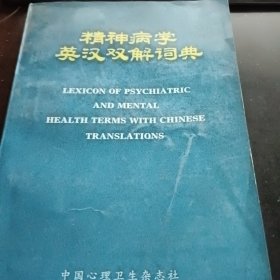 精神病学
英汉双解词典
LEXICON OF PSYCHIATRIC
AND MENTAL
HEALTH TERMS WITH CHINESE
TRANSLATIONS
中国心理卫生杂志社